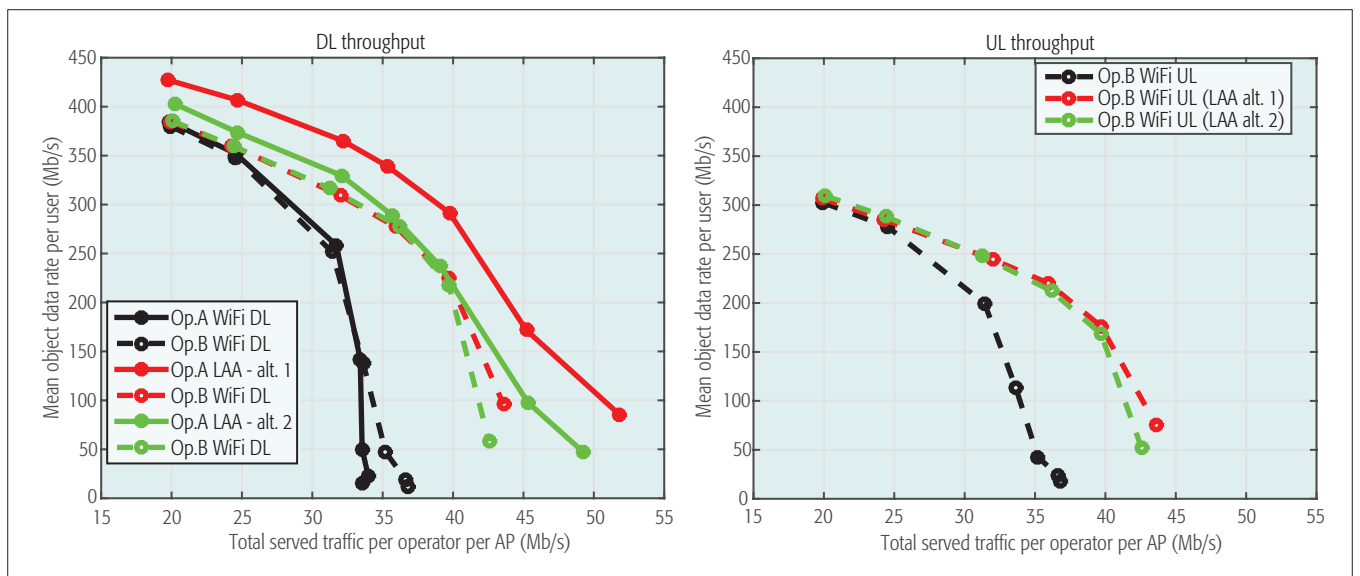 DL throughput
Mean object data rate per user (Mb/s)
450
400
350
300
250
200
150
100
50
0
Op.A WiFi DL
Op.B WiFi DL
Op.A LAA - alt. 1
Op.B WiFi DL
Op.A LAA - alt. 2
Op.B WiFi DL
15 20 25 30 35 40 45 50 55
Total served traffic per operator per AP (Mb/s)
UL throughput
Mean object data rate per user (Mb/s)
450
400
350
300
250
200
150
100
50
0
Op.B WiFi UL
Op.B WiFi UL (LAA alt. 1)
Op.B WiFi UL (LAA alt. 2)
15 20 25 30 35 40 45 50 55
Total served traffic per operator per AP (Mb/s)